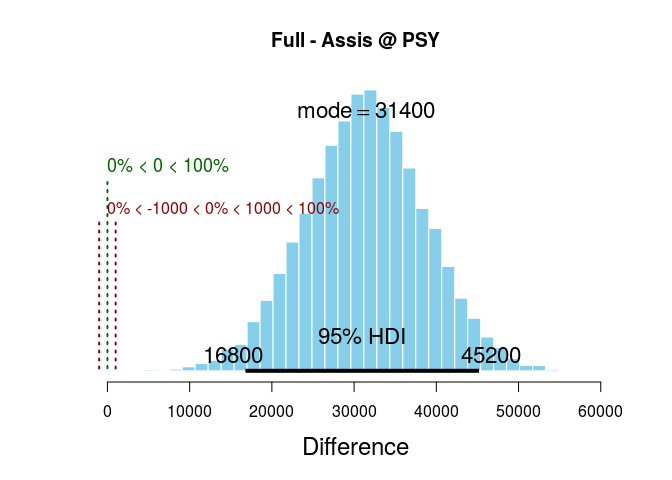 Full - Assis @ PSY
mode = 31400
0% < 0 < 100%
0% < -1000 < 0% < 1000 < 100%
95% HDI
16800 45200
0 10000 20000 30000 40000 50000 60000
Difference